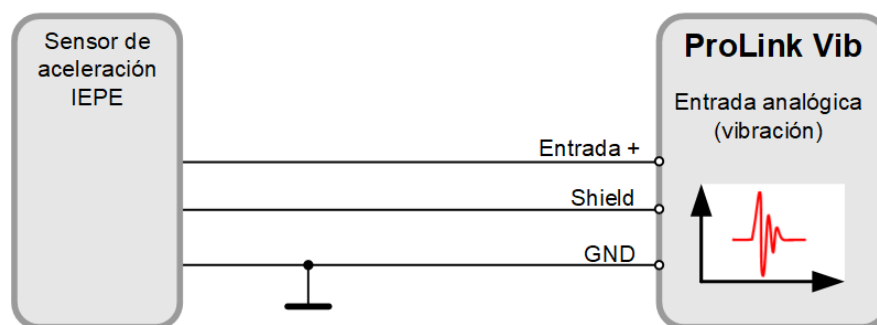 Sensor de
aceleración
IEPE
ProLink Vib
Entrada analógica
(vibración)
Entrada +
Shield
GND